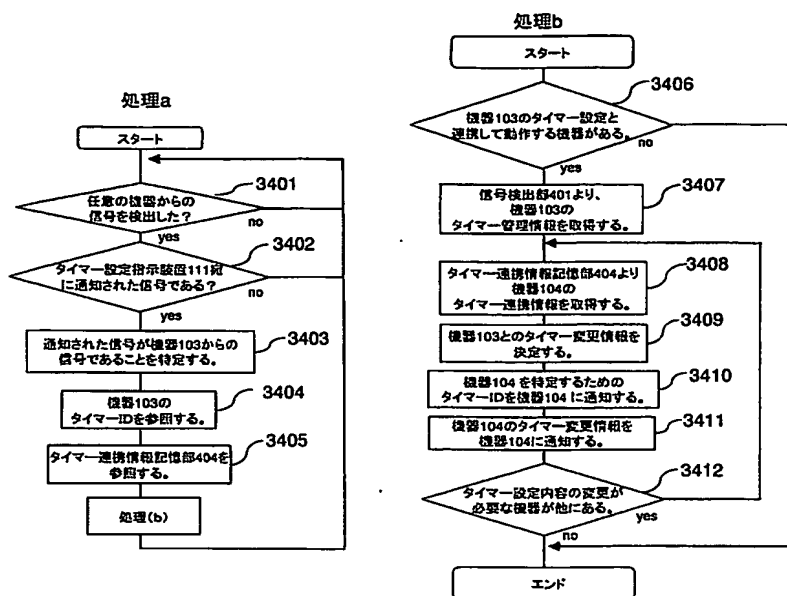 処理a
スタート
3401
任意の機器からの
信号を検出した？
no
yes
3402
タイマー設定指示装置111宛
に通知された信号である？
no
yes
通知された信号が機器103からの
信号であることを特定する。
3403
3404
機器103の
タイマーIDを参照する。
3405
タイマー連携情報記憶部404を
参照する。
処理(b)
処理b
スタート
3406
機器103のタイマー設定と
連携して動作する機器がある。
no
yes
信号検出部401より、
機器103の
タイマー管理情報を取得する。
3407
タイマー連携情報記憶部404より
機器104の
タイマー連携情報を取得する。
3408
3409
機器103とのタイマー変更情報を
決定する。
3410
機器104を特定するための
タイマーIDを機器104に通知する。
3411
機器104のタイマー変更情報を
機器104に通知する。
3412
タイマー設定内容の変更が
必要な機器が他にある。
yes
no
エンド